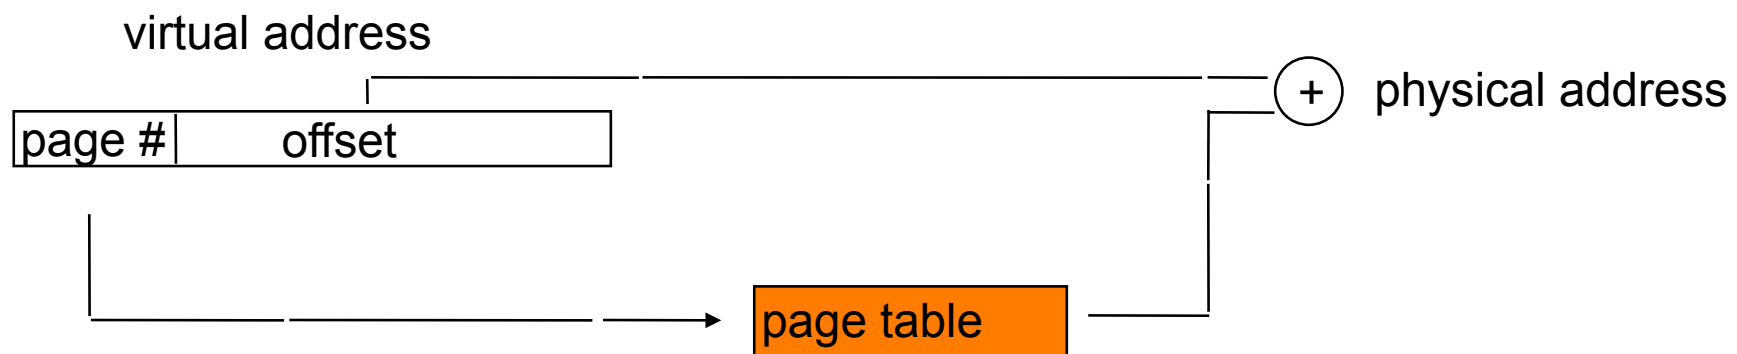 virtual address
+ physical address
page # offset
page table